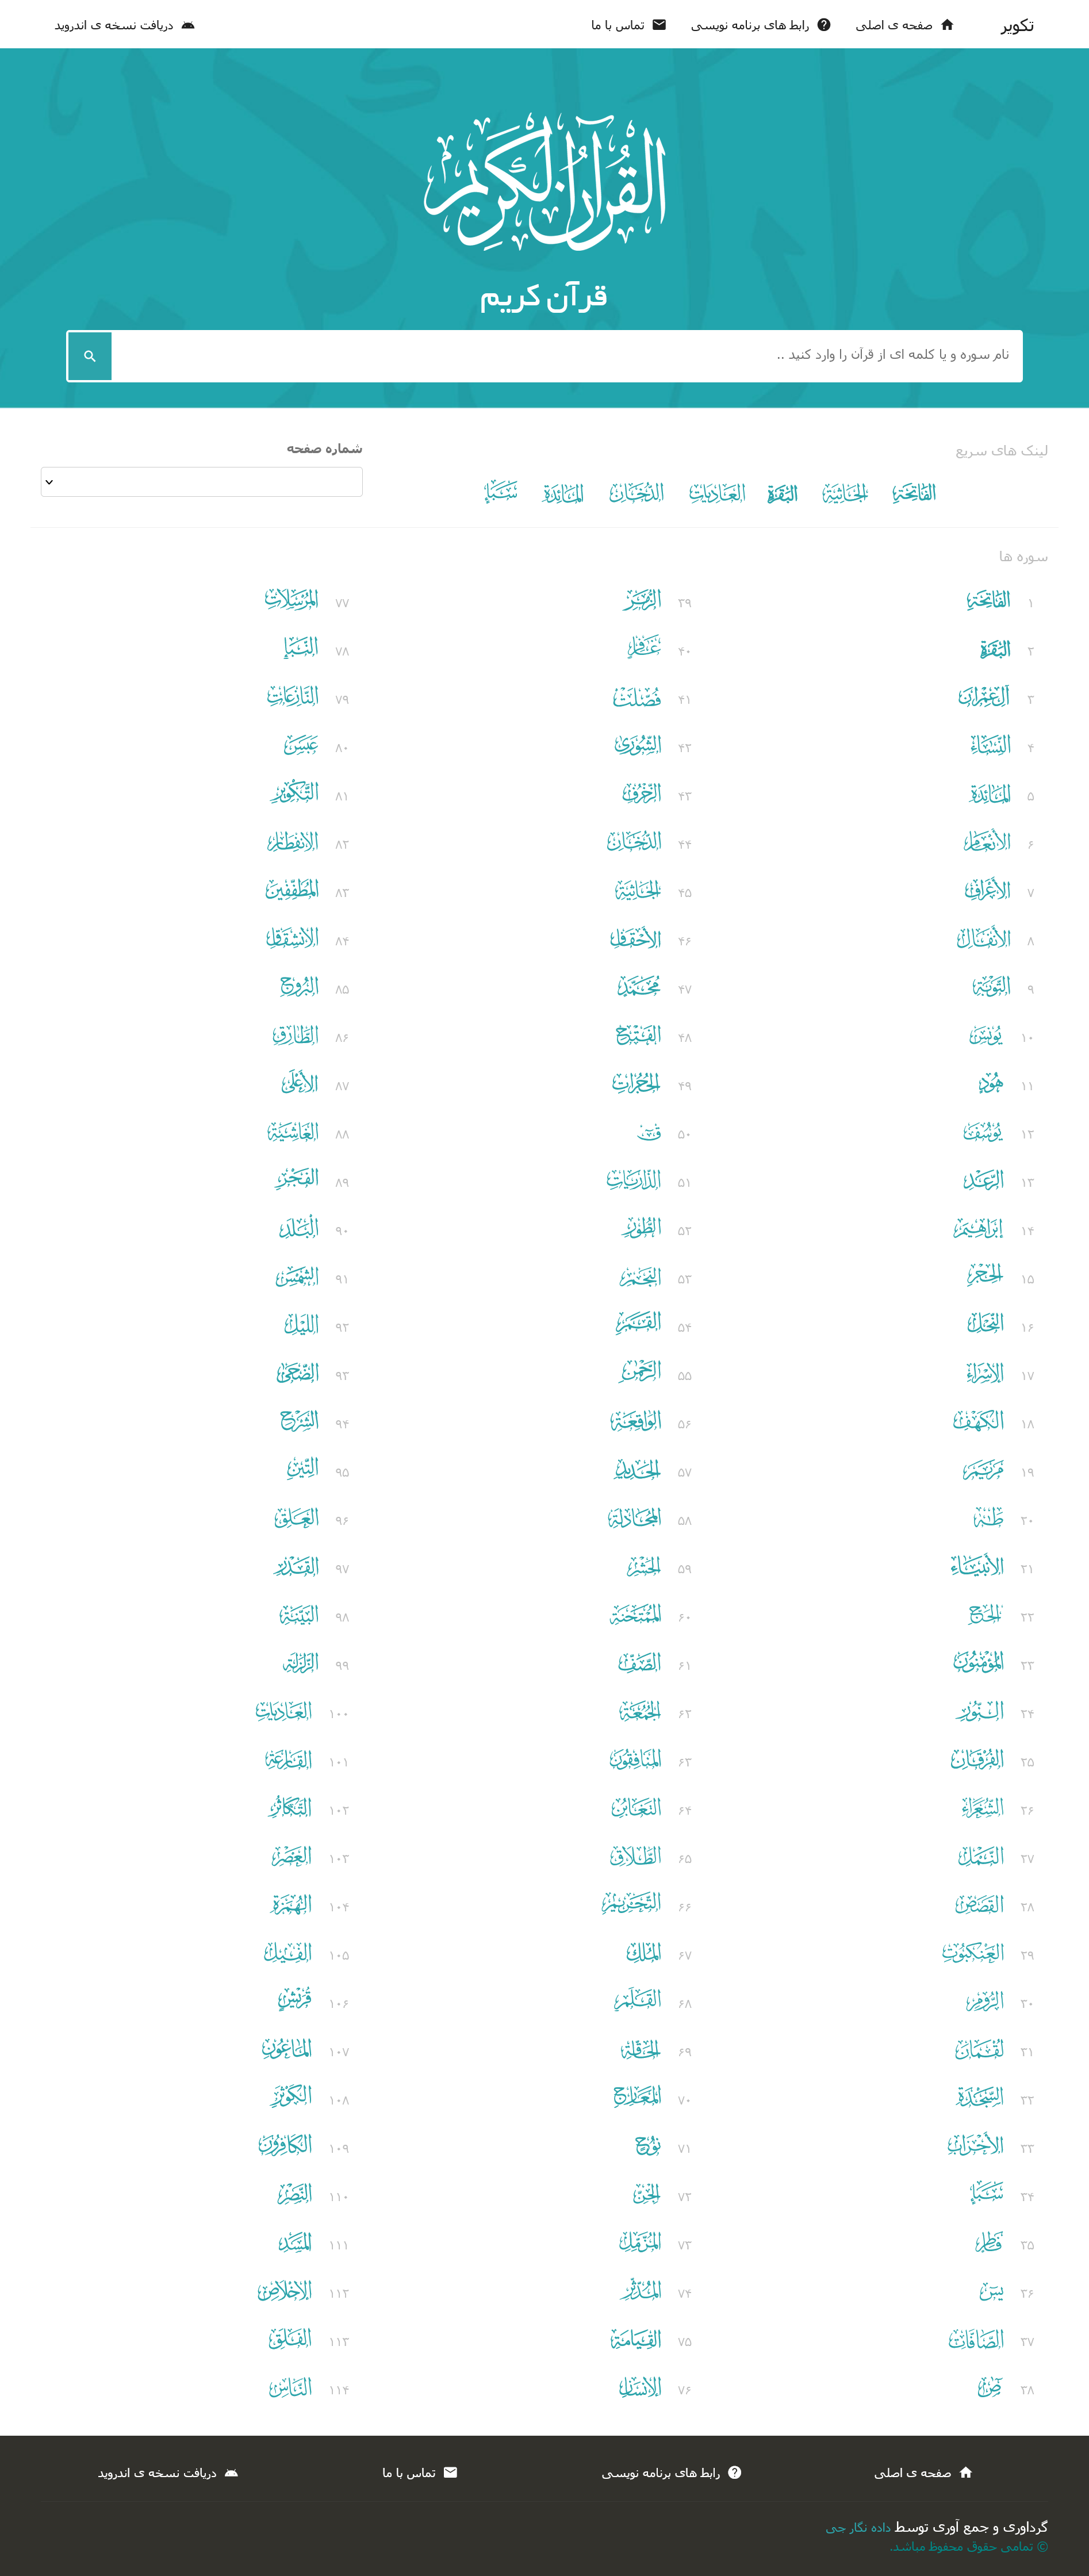 تکویر
صفحه ی اصلی
رابط های برنامه نویسی
تماس با ما
دریافت نسخه ی اندروید
القرآن الكريم
قرآن کریم
نام سوره و یا کلمه ای از قرآن را وارد کنید ..
لینک های سریع
شماره صفحه
الفاتحة الجاثية البقرة العاديات الدخان المائدة سبإ
سوره ها
۱ الفاتحة
۲ البقرة
۳ آل عمران
۴ النساء
۵ المائدة
۶ الأنعام
۷ الأعراف
۸ الأنفال
۹ التوبة
۱۰ يونس
۱۱ هود
۱۲ يوسف
۱۳ الرعد
۱۴ إبراهيم
۱۵ الحجر
۱۶ النحل
۱۷ الإسراء
۱۸ الكهف
۱۹ مريم
۲۰ طه
۲۱ الأنبياء
۲۲ الحج
۲۳ المؤمنون
۲۴ النور
۲۵ الفرقان
۲۶ الشعراء
۲۷ النمل
۲۸ القصص
۲۹ العنكبوت
۳۰ الروم
۳۱ لقمان
۳۲ السجدة
۳۳ الأحزاب
۳۴ سبإ
۳۵ فاطر
۳۶ يس
۳۷ الصافات
۳۸ ص
۳۹ الزمر
۴۰ غافر
۴۱ فصلت
۴۲ الشورى
۴۳ الزخرف
۴۴ الدخان
۴۵ الجاثية
۴۶ الأحقاف
۴۷ محمد
۴۸ الفتح
۴۹ الحجرات
۵۰ ق
۵۱ الذاريات
۵۲ الطور
۵۳ النجم
۵۴ القمر
۵۵ الرحمن
۵۶ الواقعة
۵۷ الحديد
۵۸ المجادلة
۵۹ الحشر
۶۰ الممتحنة
۶۱ الصف
۶۲ الجمعة
۶۳ المنافقون
۶۴ التغابن
۶۵ الطلاق
۶۶ التحريم
۶۷ الملك
۶۸ القلم
۶۹ الحاقة
۷۰ المعارج
۷۱ نوح
۷۲ الجن
۷۳ المزمل
۷۴ المدثر
۷۵ القيامة
۷۶ الإنسان
۷۷ المرسلات
۷۸ النبإ
۷۹ النازعات
۸۰ عبس
۸۱ التكوير
۸۲ الانفطار
۸۳ المطففين
۸۴ الانشقاق
۸۵ البروج
۸۶ الطارق
۸۷ الأعلى
۸۸ الغاشية
۸۹ الفجر
۹۰ البلد
۹۱ الشمس
۹۲ الليل
۹۳ الضحى
۹۴ الشرح
۹۵ التين
۹۶ العلق
۹۷ القدر
۹۸ البينة
۹۹ الزلزلة
۱۰۰ العاديات
۱۰۱ القارعة
۱۰۲ التكاثر
۱۰۳ العصر
۱۰۴ الهمزة
۱۰۵ الفيل
۱۰۶ قريش
۱۰۷ الماعون
۱۰۸ الكوثر
۱۰۹ الكافرون
۱۱۰ النصر
۱۱۱ المسد
۱۱۲ الإخلاص
۱۱۳ الفلق
۱۱۴ الناس
صفحه ی اصلی
رابط های برنامه نویسی
تماس با ما
دریافت نسخه ی اندروید
گرداوری و جمع آوری توسط داده نگار جی
© تمامی حقوق محفوظ میاشد.